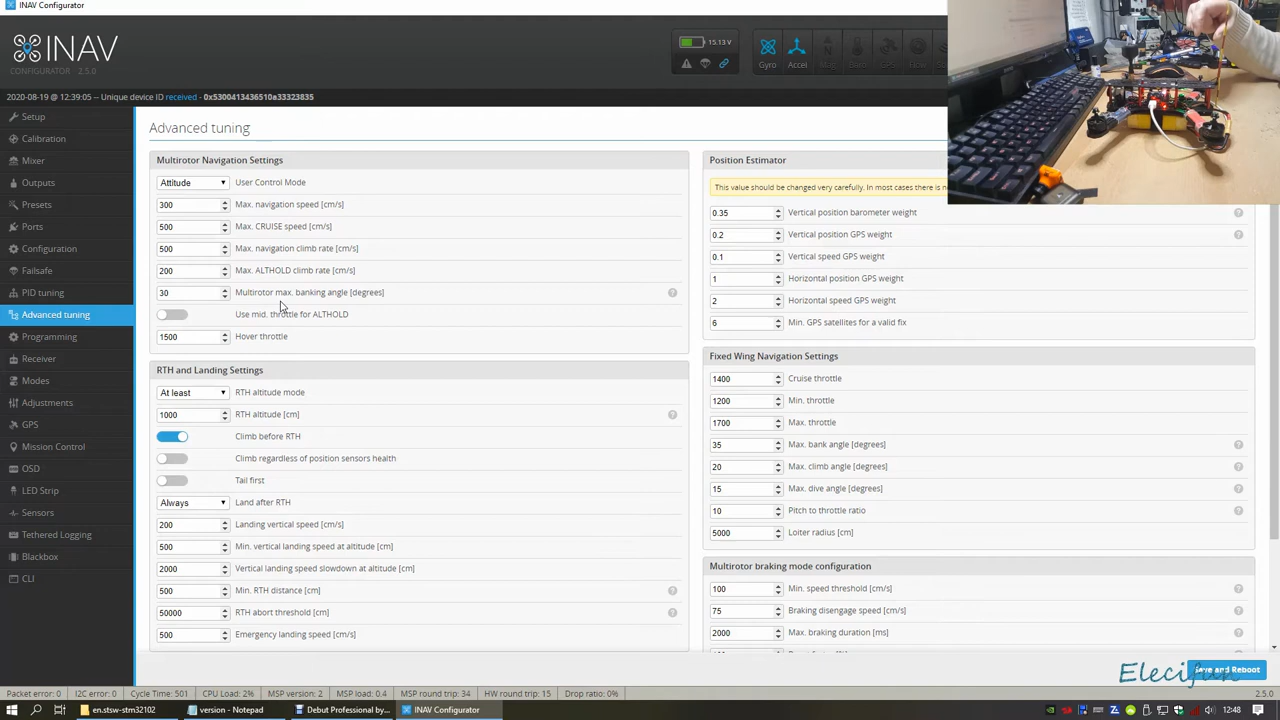 INAV Configurator
INAV
CONFIGURATOR 2.5.0
15.13 V
Gyro
Accel
Mag
Baro
GPS
Flow
2020-08-19 @ 12:39:05 -- Unique device ID received - 0x5300413436510a33323835
Setup
Calibration
Mixer
Outputs
Presets
Ports
Configuration
Failsafe
PID tuning
Advanced tuning
Programming
Receiver
Modes
Adjustments
GPS
Mission Control
OSD
LED Strip
Sensors
Tethered Logging
Blackbox
CLI
Advanced tuning
Multirotor Navigation Settings
Attitude User Control Mode
300 Max. navigation speed [cm/s]
500 Max. CRUISE speed [cm/s]
500 Max. navigation climb rate [cm/s]
200 Max. ALTHOLD climb rate [cm/s]
30 Multirotor max. banking angle [degrees]
Use mid. throttle for ALTHOLD
1500 Hover throttle
RTH and Landing Settings
At least RTH altitude mode
1000 RTH altitude [cm]
Climb before RTH
Climb regardless of position sensors health
Tail first
Always Land after RTH
200 Landing vertical speed [cm/s]
500 Min. vertical landing speed at altitude [cm]
2000 Vertical landing speed slowdown at altitude [cm]
500 Min. RTH distance [cm]
50000 RTH abort threshold [cm]
500 Emergency landing speed [cm/s]
Position Estimator
This value should be changed very carefully. In most cases there is n
0.35 Vertical position barometer weight
0.2 Vertical position GPS weight
0.1 Vertical speed GPS weight
1 Horizontal position GPS weight
2 Horizontal speed GPS weight
6 Min. GPS satellites for a valid fix
Fixed Wing Navigation Settings
1400 Cruise throttle
1200 Min. throttle
1700 Max. throttle
35 Max. bank angle [degrees]
20 Max. climb angle [degrees]
15 Max. dive angle [degrees]
10 Pitch to throttle ratio
5000 Loiter radius [cm]
Multirotor braking mode configuration
100 Min. speed threshold [cm/s]
75 Braking disengage speed [cm/s]
2000 Max. braking duration [ms]
Save and Reboot
Packet error: 0 I2C error: 0 Cycle Time: 501 CPU Load: 2% MSP version: 2 MSP load: 0.4 MSP round trip: 34 HW round trip: 15 Drop ratio: 0% 2.5.0
en.stsw-stm32102 version - Notepad Debut Professional by... INAV Configurator 12:48